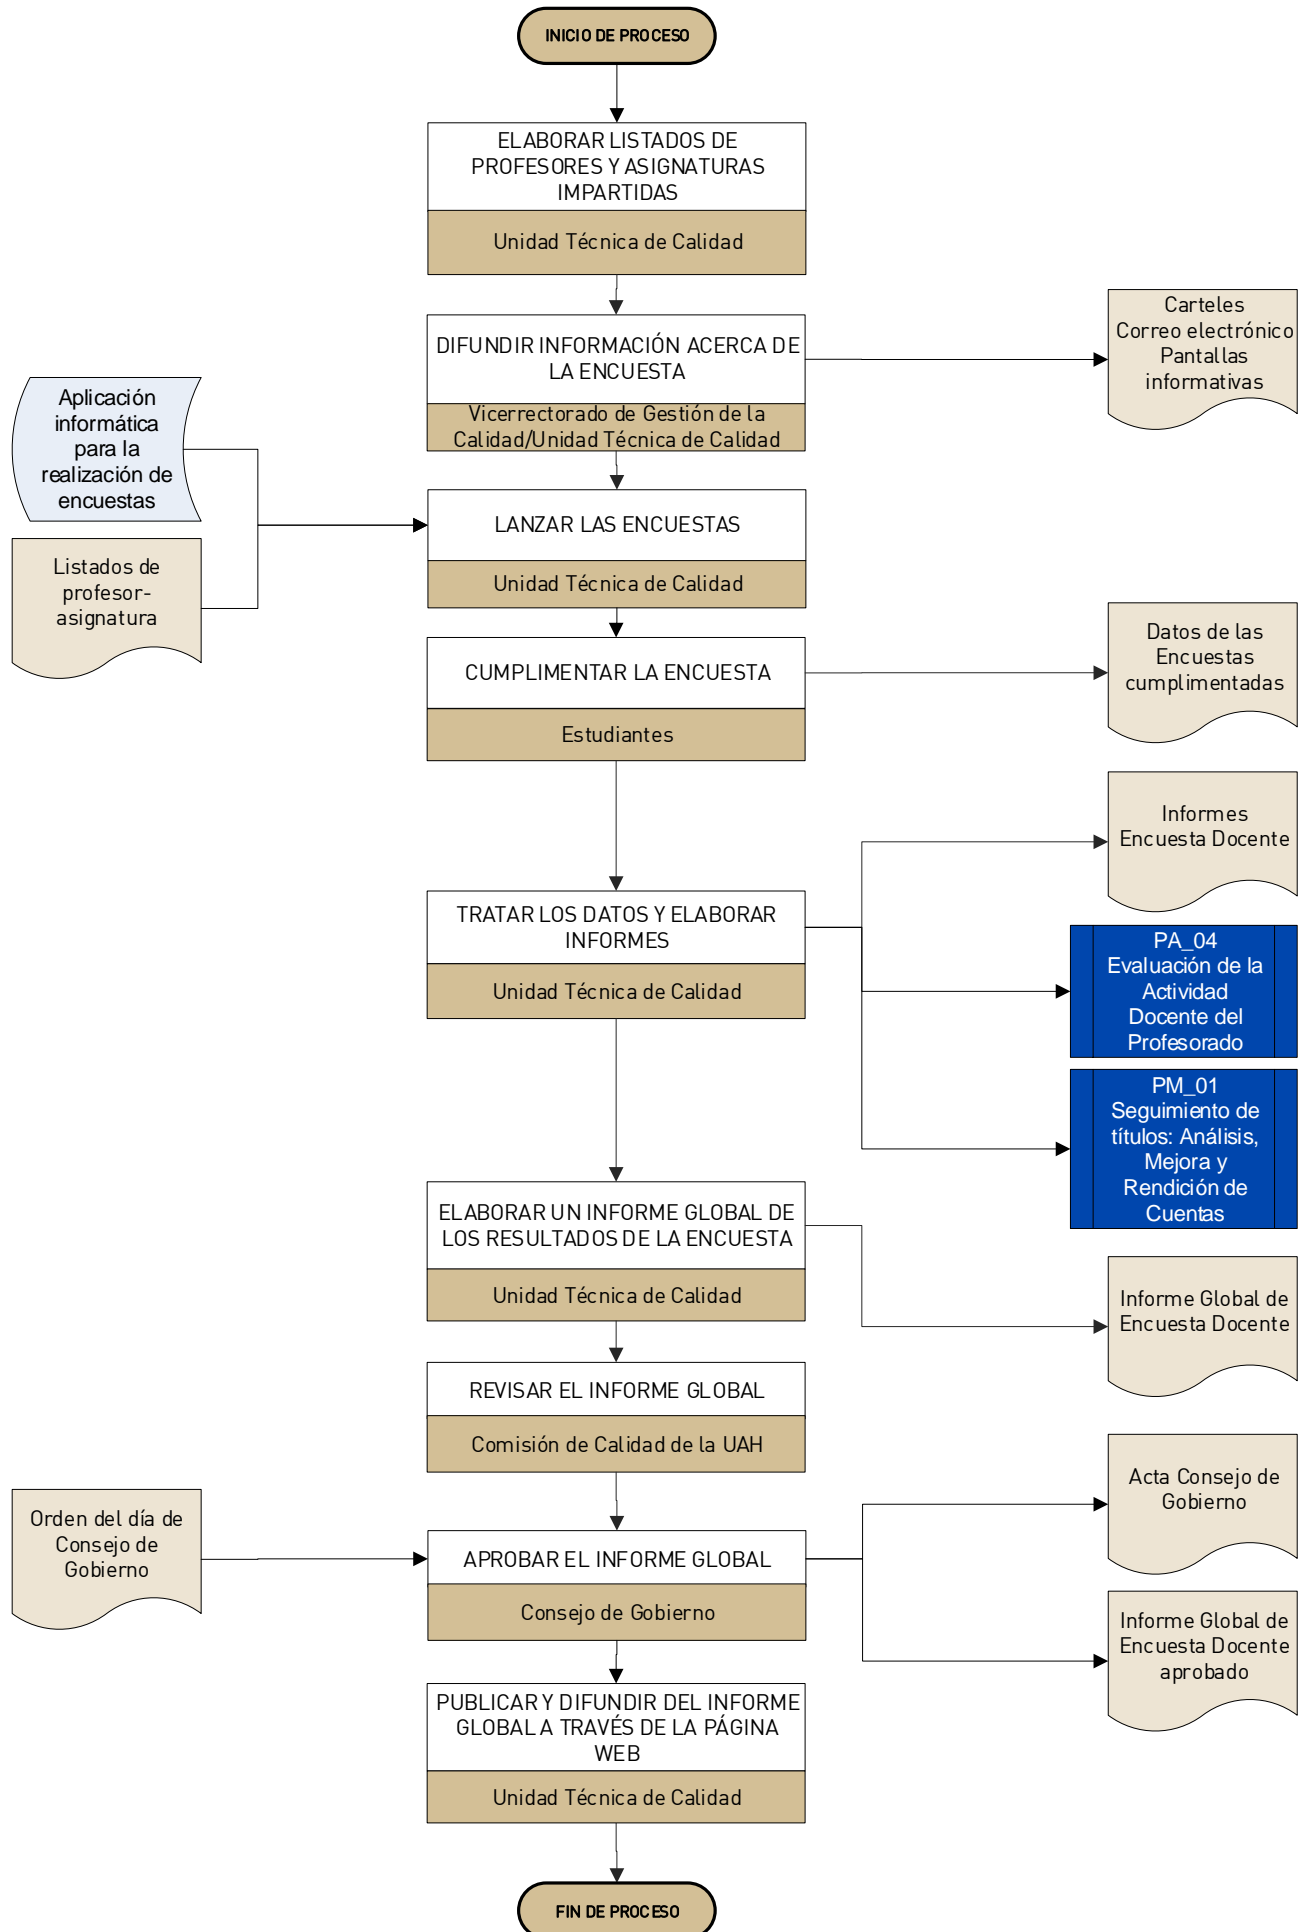 INICIO DE PROCESO
ELABORAR LISTADOS DE
PROFESORES Y ASIGNATURAS
IMPARTIDAS
Unidad Técnica de Calidad
DIFUNDIR INFORMACIÓN ACERCA DE
LA ENCUESTA
Vicerrectorado de Gestión de la
Calidad/Unidad Técnica de Calidad
Carteles
Correo electrónico
Pantallas
informativas
Aplicación
informática
para la
realización de
encuestas
Listados de
profesor-
asignatura
LANZAR LAS ENCUESTAS
Unidad Técnica de Calidad
CUMPLIMENTAR LA ENCUESTA
Estudiantes
Datos de las
Encuestas
cumplimentadas
Informes
Encuesta Docente
TRATAR LOS DATOS Y ELABORAR
INFORMES
Unidad Técnica de Calidad
PA_04
Evaluación de la
Actividad
Docente del
Profesorado
PM_01
Seguimiento de
títulos: Análisis,
Mejora y
Rendición de
Cuentas
ELABORAR UN INFORME GLOBAL DE
LOS RESULTADOS DE LA ENCUESTA
Unidad Técnica de Calidad
Informe Global de
Encuesta Docente
REVISAR EL INFORME GLOBAL
Comisión de Calidad de la UAH
Orden del día de
Consejo de
Gobierno
APROBAR EL INFORME GLOBAL
Consejo de Gobierno
Acta Consejo de
Gobierno
Informe Global de
Encuesta Docente
aprobado
PUBLICAR Y DIFUNDIR DEL INFORME
GLOBAL A TRAVÉS DE LA PÁGINA
WEB
Unidad Técnica de Calidad
FIN DE PROCESO